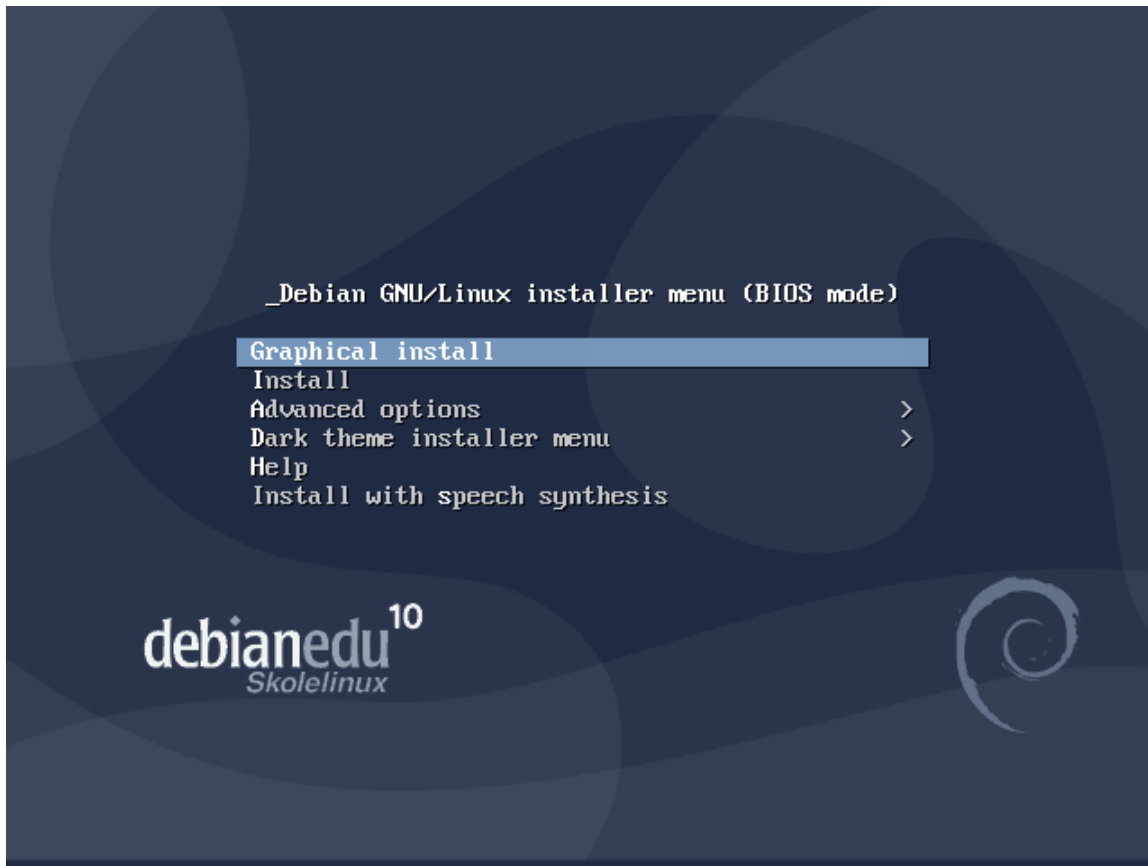 _Debian GNU/Linux installer menu (BIOS mode)
Graphical install
Install
Advanced options >
Dark theme installer menu >
Help
Install with speech synthesis
debianedu 10
Skolelinux